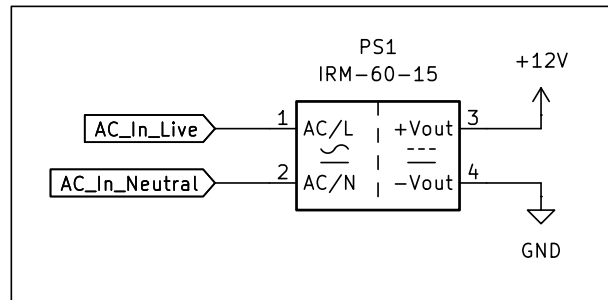 PS1
IRM-60-15
+12V
AC_In_Live
1
AC/L
+Vout
3
AC_In_Neutral
2
AC/N
-Vout
4
GND